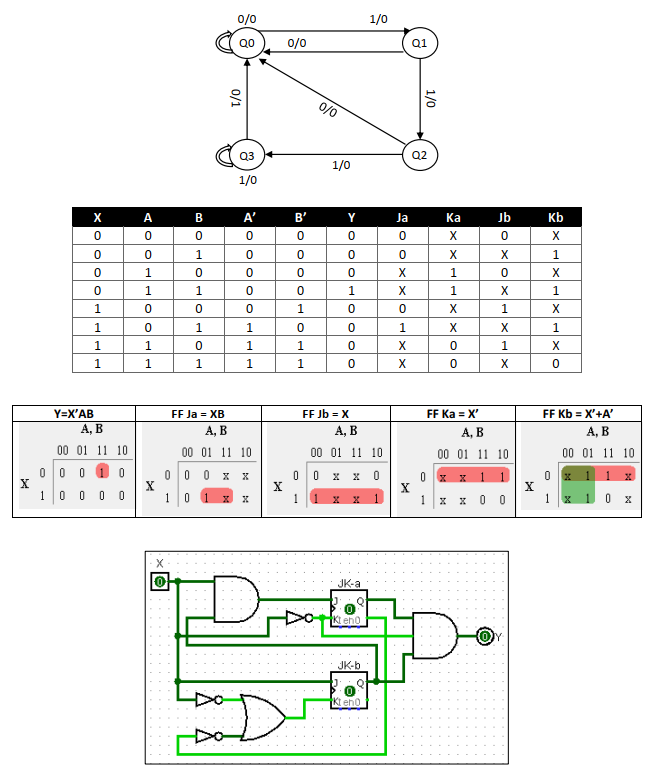 0/0 1/0
Q0 0/0 Q1
0/1 0/0 1/0
Q3 1/0 Q2
1/0
X A B A’ B’ Y Ja Ka Jb Kb
0 0 0 0 0 0 0 X 0 X
0 0 1 0 0 0 0 X X 1
0 1 0 0 0 0 X 1 0 X
0 1 1 0 0 1 X 1 X 1
1 0 0 0 1 0 0 X 1 X
1 0 1 1 0 0 1 X X 1
1 1 0 1 1 0 X 0 1 X
1 1 1 1 1 0 X 0 X 0
Y=X’AB
A, B
00 01 11 10
X 0 0 0 1 0
1 0 0 0 0
FF Ja = XB
A, B
00 01 11 10
X 0 0 0 x x
1 0 1 x x
FF Jb = X
A, B
00 01 11 10
X 0 0 x x 0
1 1 x x 1
FF Ka = X’
A, B
00 01 11 10
X 0 x x 1 1
1 x x 0 0
FF Kb = X’+A’
A, B
00 01 11 10
X 0 x 1 1 x
1 x 1 0 x
X
0
JK-a
J Q
0
K en0
JK-b
J Q
0
K en0
0 Y